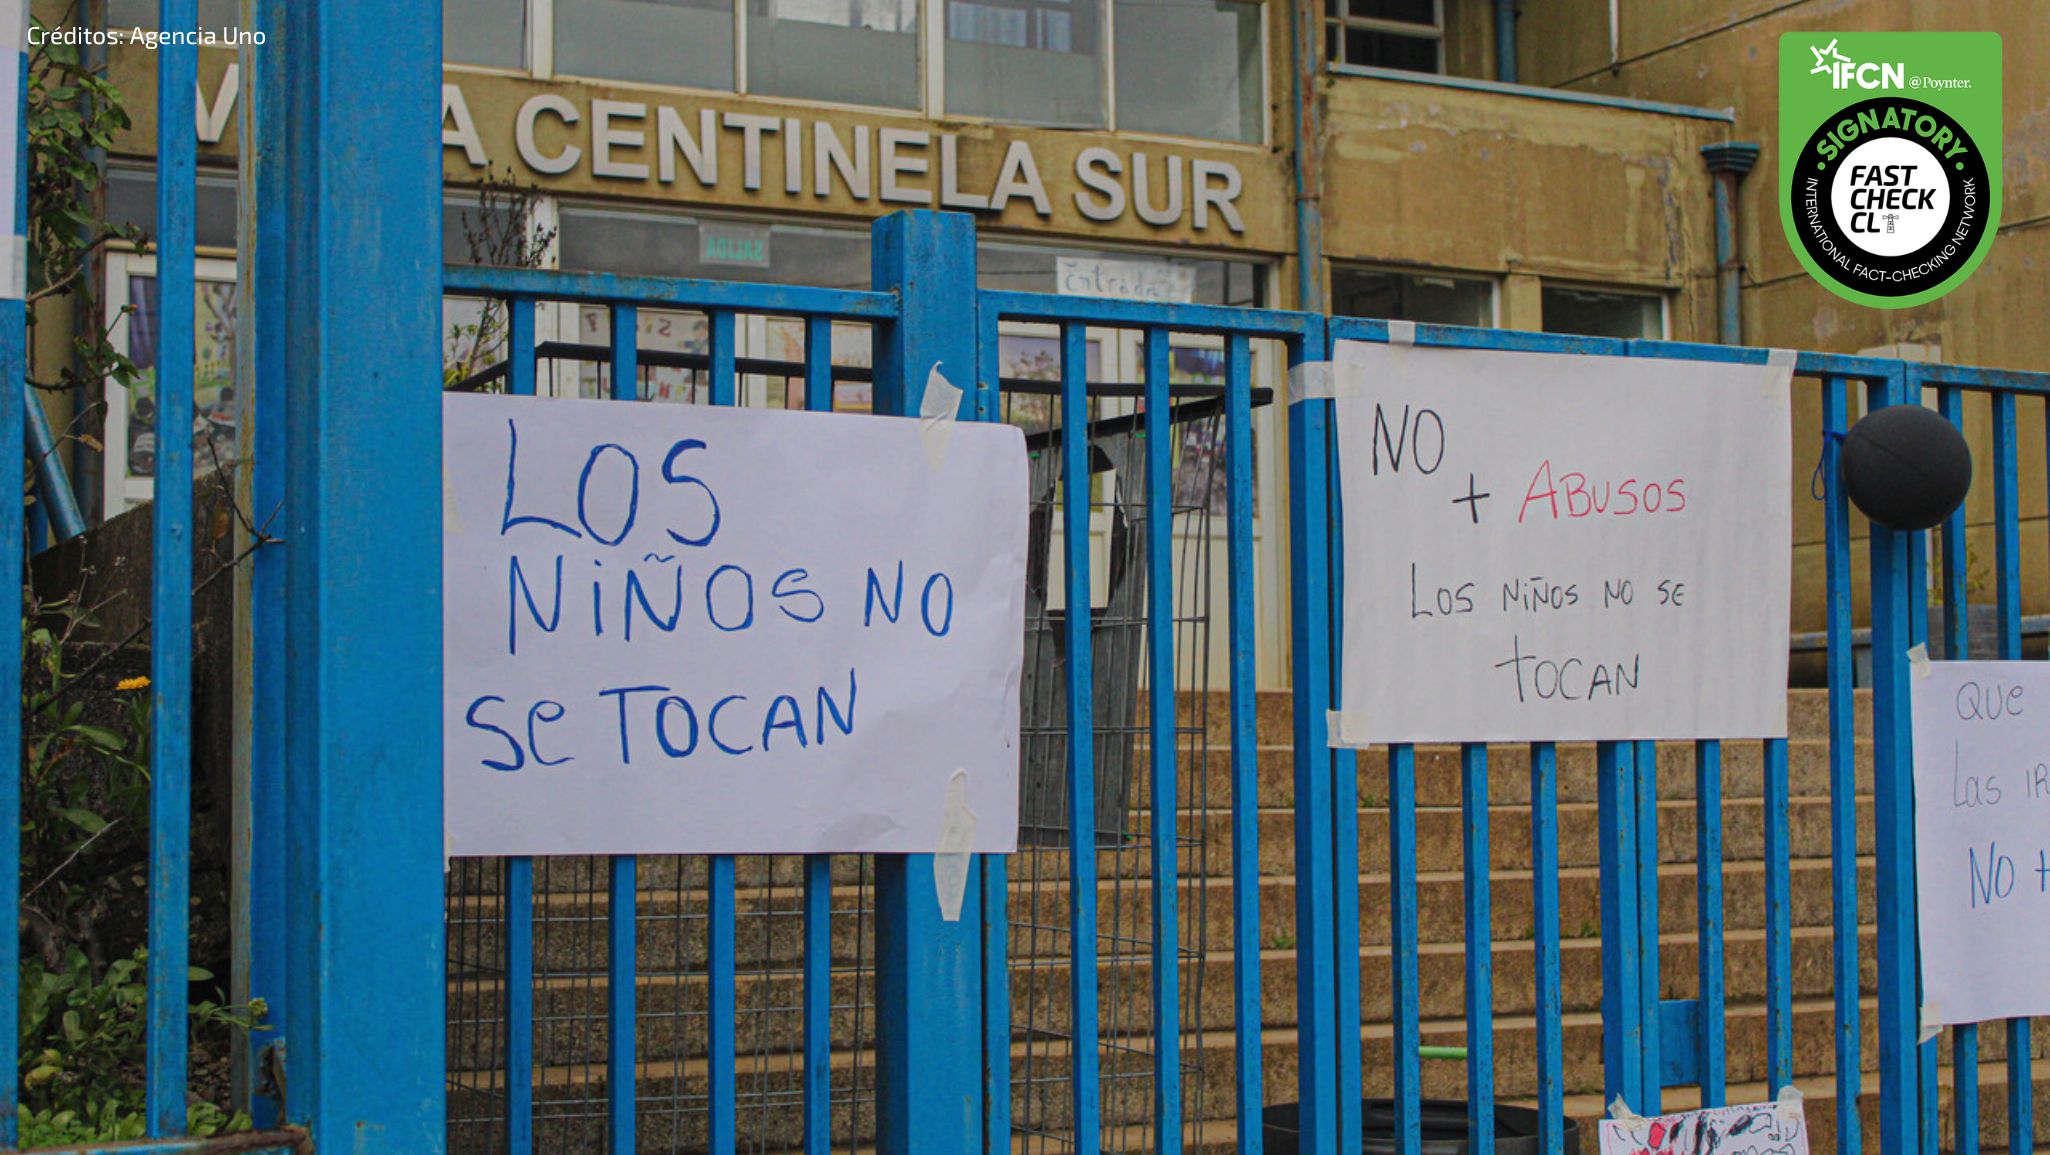 Créditos: Agencia Uno
IFCN @Poynter.
SIGNATORY
FAST
CHECK
CL
INTERNATIONAL FACT-CHECKING NETWORK
CENTINELA SUR
SALIDA
Entrada
LOS
NIÑOS NO
Se TOCAN
NO
+ ABUSOS
LOS NIÑOS NO SE
TOCAN
QUE
Las
NO +